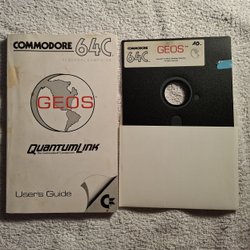 COMMODORE
64C
PERSONAL COMPUTER
GEOS
QUANTUMLINK
User's Guide
COMMODORE
64C
GEOS